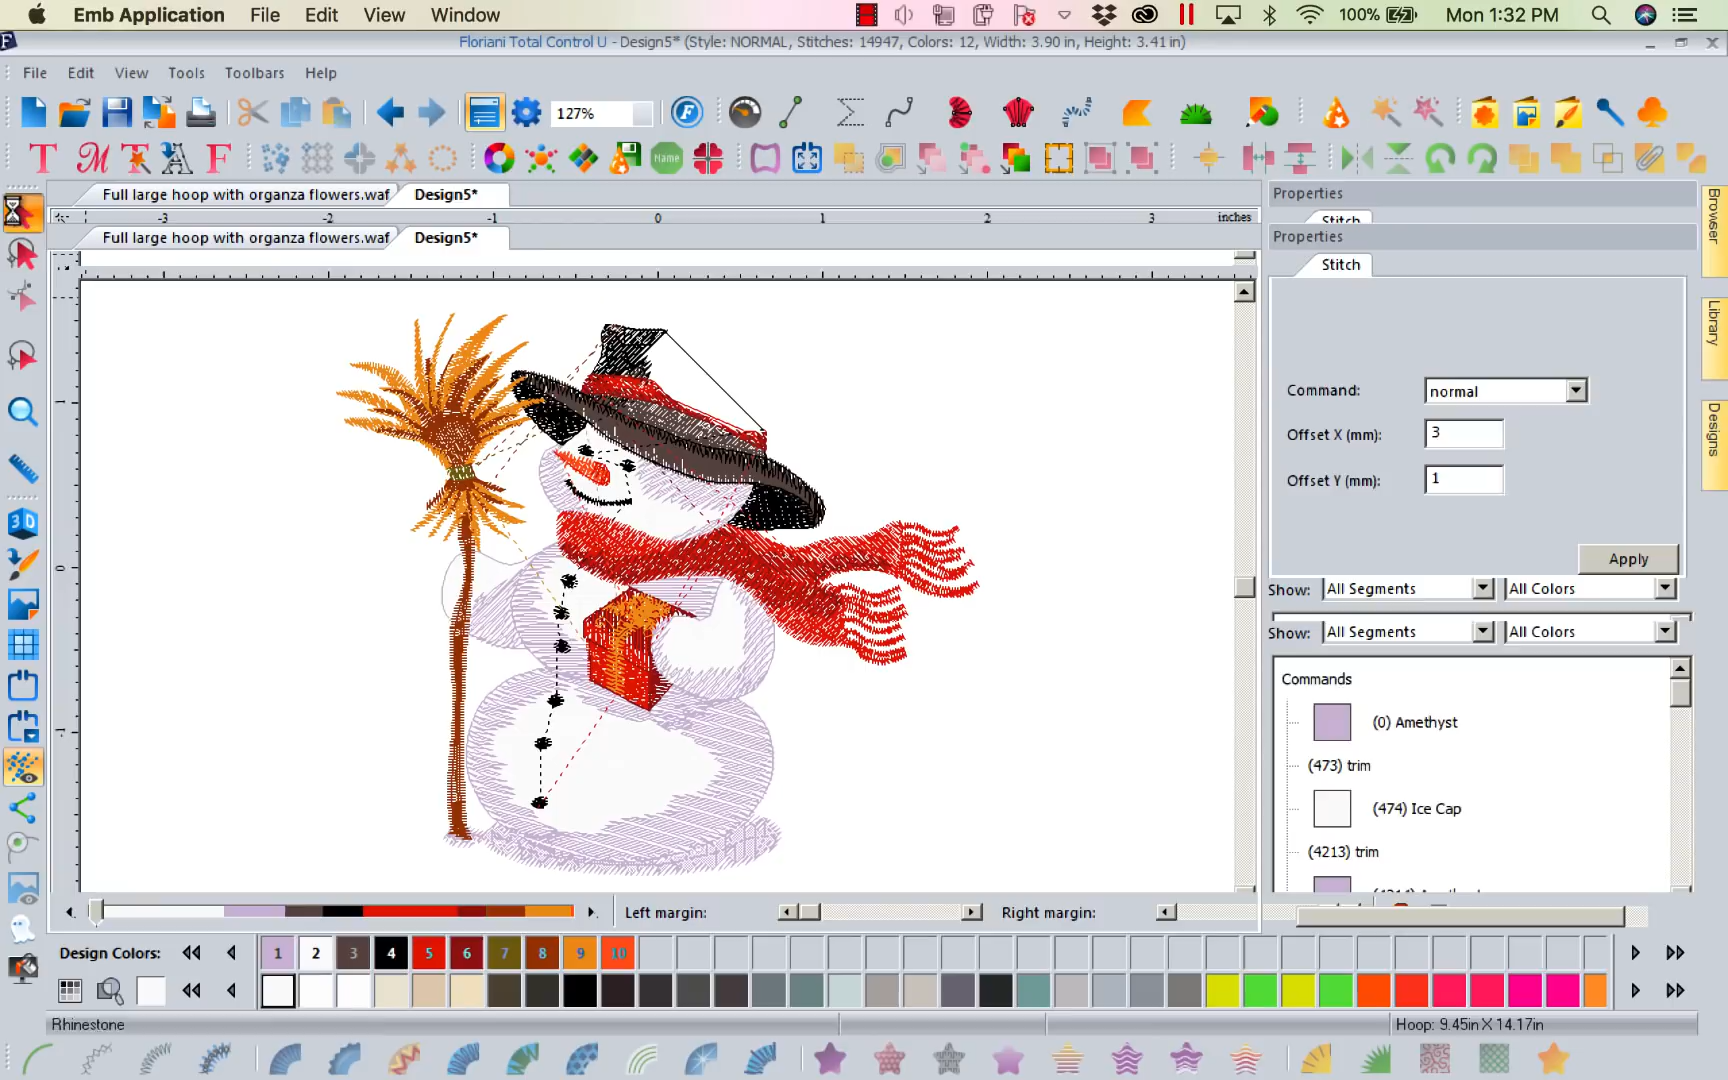 Emb Application File Edit View Window 100% Mon 1:32 PM
Floriani Total Control U - Design5* (Style: NORMAL, Stitches: 14947, Colors: 12, Width: 3.90 in, Height: 3.41 in)
File Edit View Tools Toolbars Help
127%
Name
Full large hoop with organza flowers.waf Design5* Properties
-3 -2 -1 0 1 2 3 inches Stitch
Full large hoop with organza flowers.waf Design5* Properties
Stitch
Browser
Library
Designs
Command: normal
Offset X (mm): 3
Offset Y (mm): 1
Apply
Show: All Segments All Colors
Show: All Segments All Colors
Commands
(0) Amethyst
(473) trim
(474) Ice Cap
(4213) trim
1
0
-1
3D
Left margin: Right margin:
Design Colors: 1 2 3 4 5 6 7 8 9 10
Rhinestone Hoop: 9.45in X 14.17in